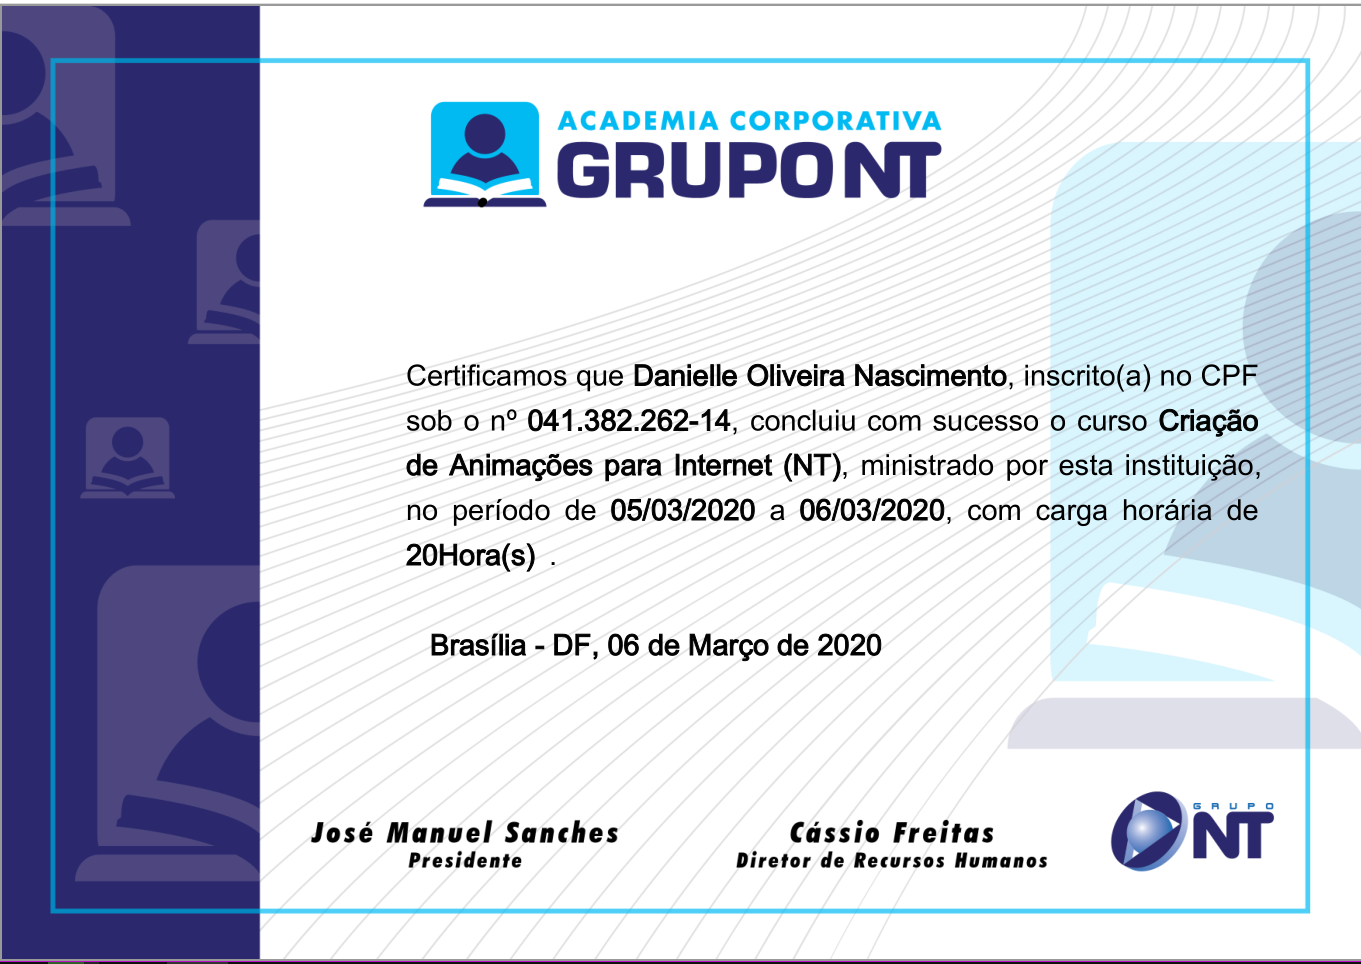 ACADEMIA CORPORATIVA
GRUPO NT
Certificamos que Danielle Oliveira Nascimento, inscrito(a) no CPF
sob o nº 041.382.262-14, concluiu com sucesso o curso Criação
de Animações para Internet (NT), ministrado por esta instituição,
no período de 05/03/2020 a 06/03/2020, com carga horária de
20Hora(s) .
Brasília - DF, 06 de Março de 2020
José Manuel Sanches
Presidente
Cássio Freitas
Diretor de Recursos Humanos
GRUPO
NT